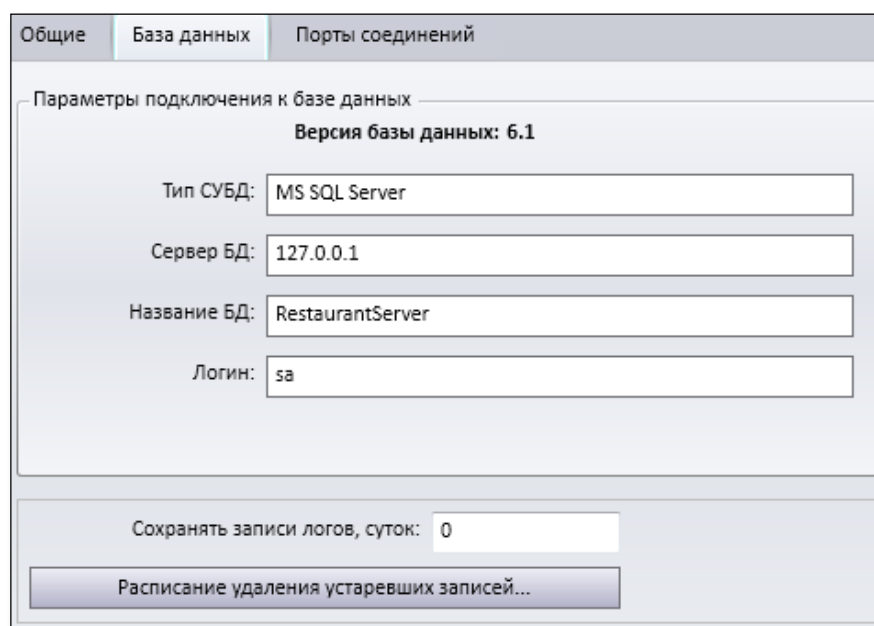 Общие База данных Порты соединений
Параметры подключения к базе данных
Версия базы данных: 6.1
Тип СУБД: MS SQL Server
Сервер БД: 127.0.0.1
Название БД: RestaurantServer
Логин: sa
Сохранять записи логов, суток: 0
Расписание удаления устаревших записей...